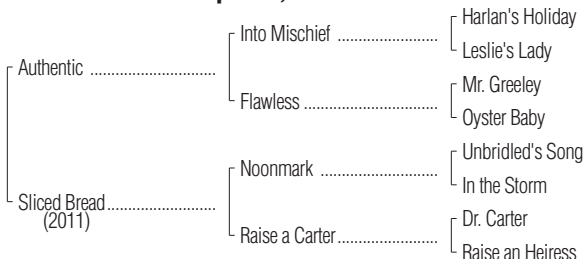 Harlan's Holiday
Into Mischief ..................
Leslie's Lady
Authentic ..........................
Mr. Greeley
Flawless ..........................
Oyster Baby
Unbridled's Song
Noonmark ......................
In the Storm
Sliced Bread.......................
(2011)
Dr. Carter
Raise a Carter...................
Raise an Heiress